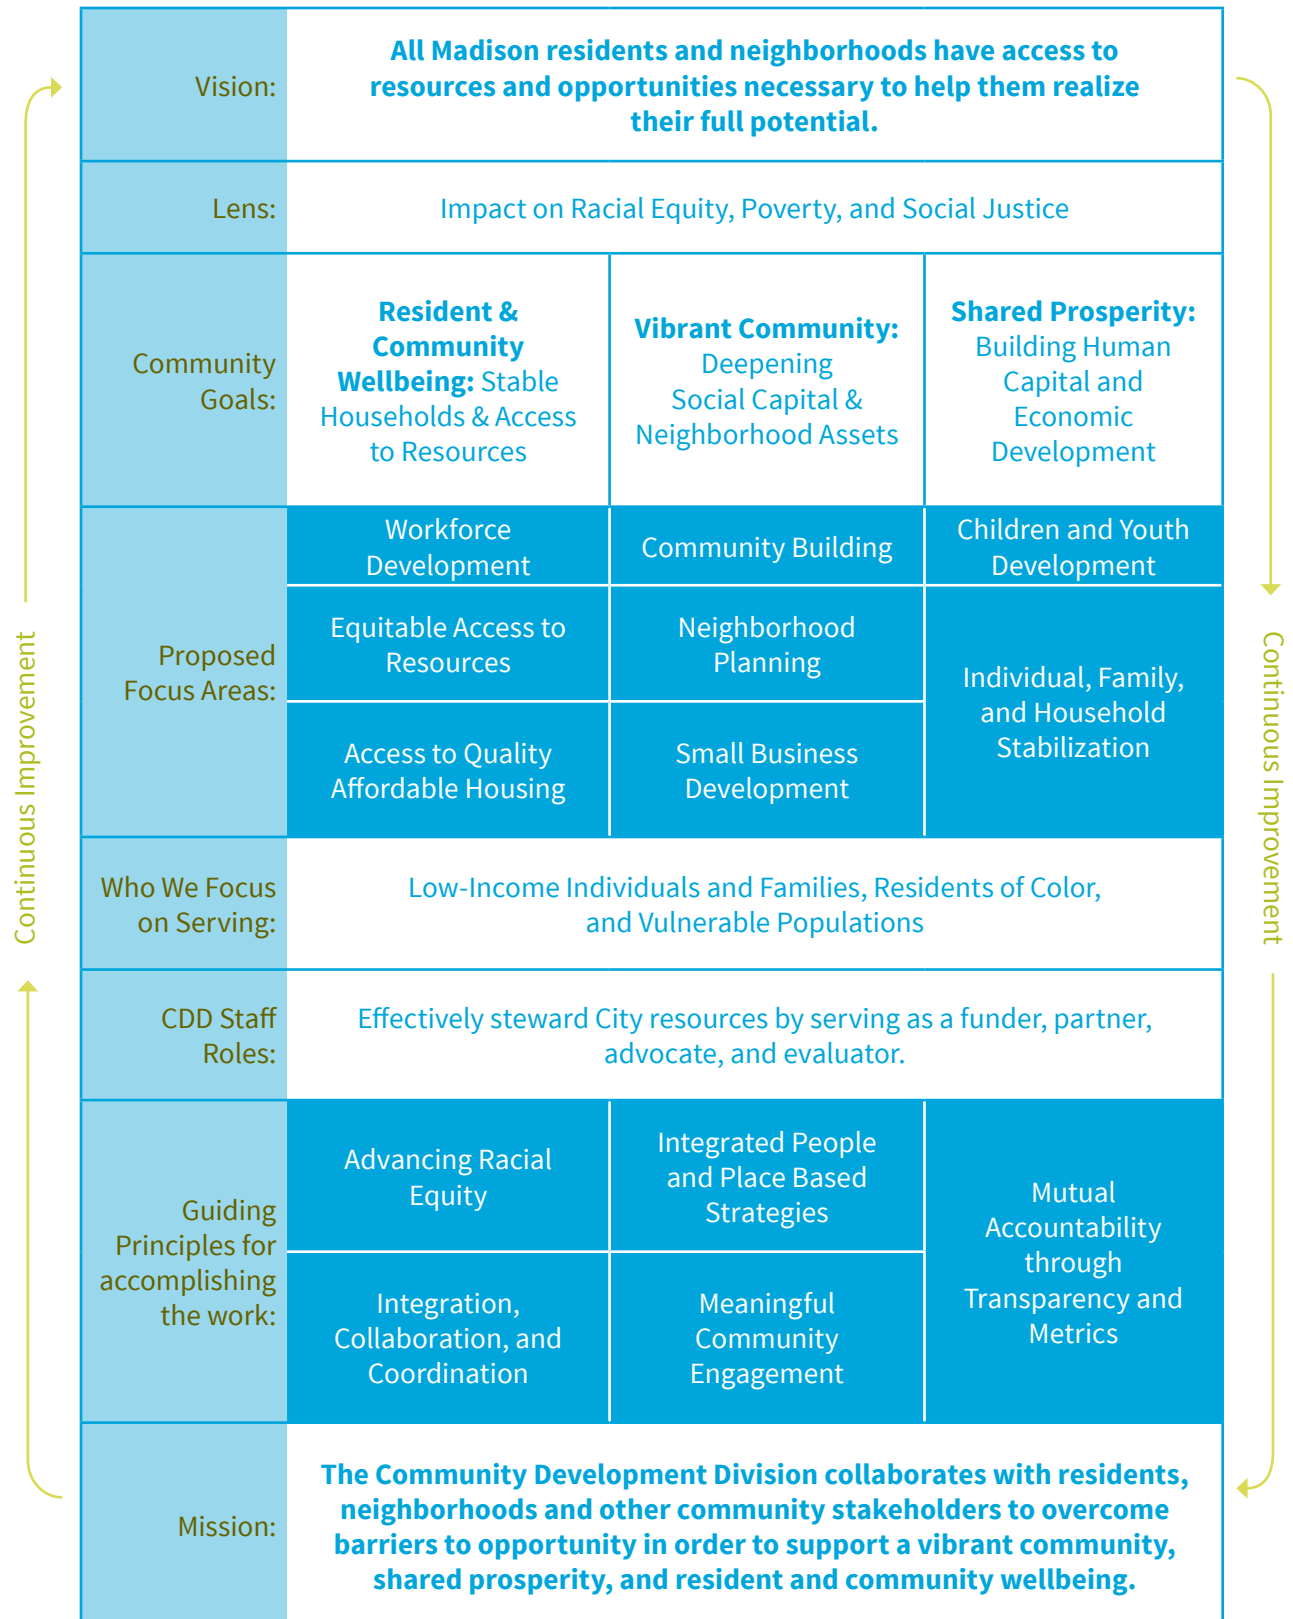 Vision:
All Madison residents and neighborhoods have access to
resources and opportunities necessary to help them realize
their full potential.
Lens:
Impact on Racial Equity, Poverty, and Social Justice
Community
Goals:
Resident &
Community
Wellbeing: Stable
Households & Access
to Resources
Vibrant Community:
Deepening
Social Capital &
Neighborhood Assets
Shared Prosperity:
Building Human
Capital and
Economic
Development
Proposed
Focus Areas:
Workforce
Development
Community Building
Children and Youth
Development
Equitable Access to
Resources
Neighborhood
Planning
Individual, Family,
and Household
Stabilization
Access to Quality
Affordable Housing
Small Business
Development
Who We Focus
on Serving:
Low-Income Individuals and Families, Residents of Color,
and Vulnerable Populations
CDD Staff
Roles:
Effectively steward City resources by serving as a funder, partner,
advocate, and evaluator.
Guiding
Principles for
accomplishing
the work:
Advancing Racial
Equity
Integrated People
and Place Based
Strategies
Mutual
Accountability
through
Transparency and
Metrics
Integration,
Collaboration, and
Coordination
Meaningful
Community
Engagement
Mission:
The Community Development Division collaborates with residents,
neighborhoods and other community stakeholders to overcome
barriers to opportunity in order to support a vibrant community,
shared prosperity, and resident and community wellbeing.
Continuous Improvement
Continuous Improvement